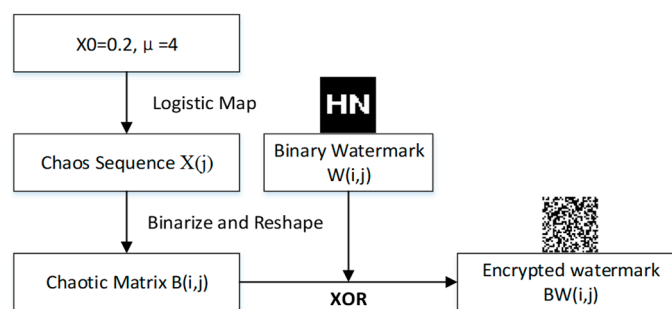 X0=0.2, μ =4
Logistic Map
HN
Chaos Sequence X(j)
Binary Watermark
W(i,j)
Binarize and Reshape
Chaotic Matrix B(i,j)
XOR
Encrypted watermark
BW(i,j)